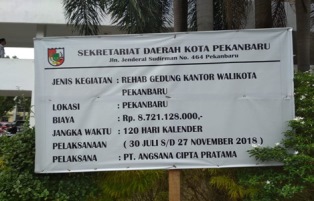 SEKRETARIAT DAERAH KOTA PEKANBARU
Jln. Jenderal Sudirman No. 464 Pekanbaru
JENIS KEGIATAN : REHAB GEDUNG KANTOR WALIKOTA
PEKANBARU
LOKASI : PEKANBARU
BIAYA : Rp. 8.721.128.000,-
JANGKA WAKTU : 120 HARI KALENDER
PELAKSANAAN ( 30 JULI S/D 27 NOVEMBER 2018 )
PELAKSANA : PT. ANGSANA CIPTA PRATAMA